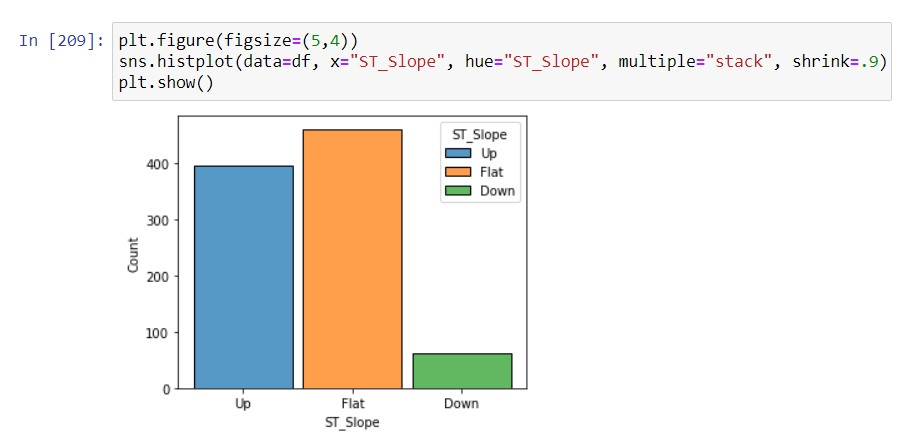 In [209]: plt.figure(figsize=(5,4))
sns.histplot(data=df, x="ST_Slope", hue="ST_Slope", multiple="stack", shrink=.9)
plt.show()
ST_Slope
Up
Flat
Down
400
300
200
100
0
Count
Up Flat Down
ST_Slope